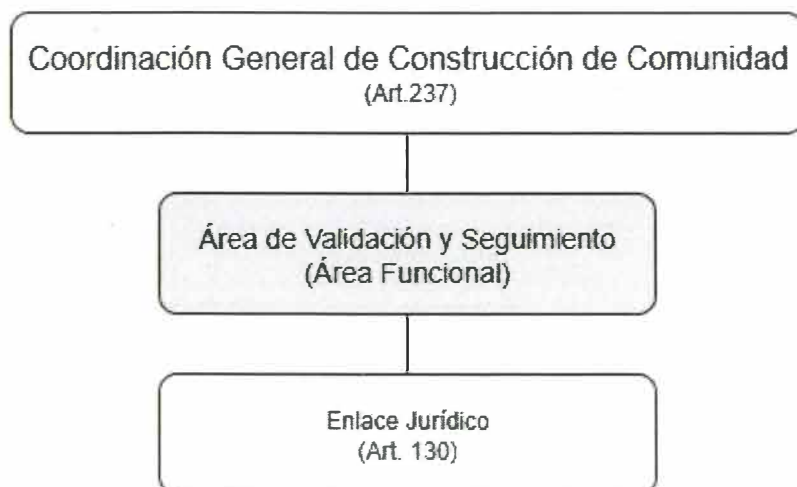 Coordinación General de Construcción de Comunidad
(Art.237)
Área de Validación y Seguimiento
(Área Funcional)
Enlace Jurídico
(Art. 130)